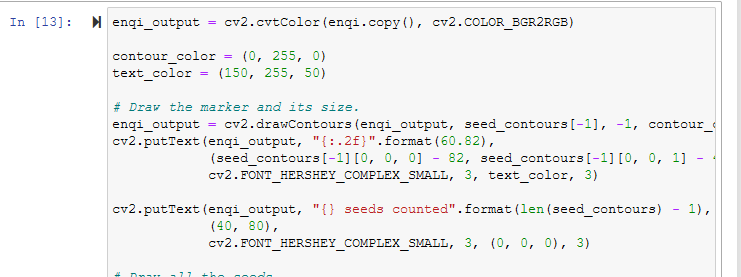 In [13]:
enqi_output = cv2.cvtColor(enqi.copy(), cv2.COLOR_BGR2RGB)
contour_color = (0, 255, 0)
text_color = (150, 255, 50)
# Draw the marker and its size.
enqi_output = cv2.drawContours(enqi_output, seed_contours[-1], -1, contour_
cv2.putText(enqi_output, "{:.2f}".format(60.82),
(seed_contours[-1][0, 0, 0] - 82, seed_contours[-1][0, 0, 1] -
cv2.FONT_HERSHEY_COMPLEX_SMALL, 3, text_color, 3)
cv2.putText(enqi_output, "{} seeds counted".format(len(seed_contours) - 1),
(40, 80),
cv2.FONT_HERSHEY_COMPLEX_SMALL, 3, (0, 0, 0), 3)
# Draw all the seeds